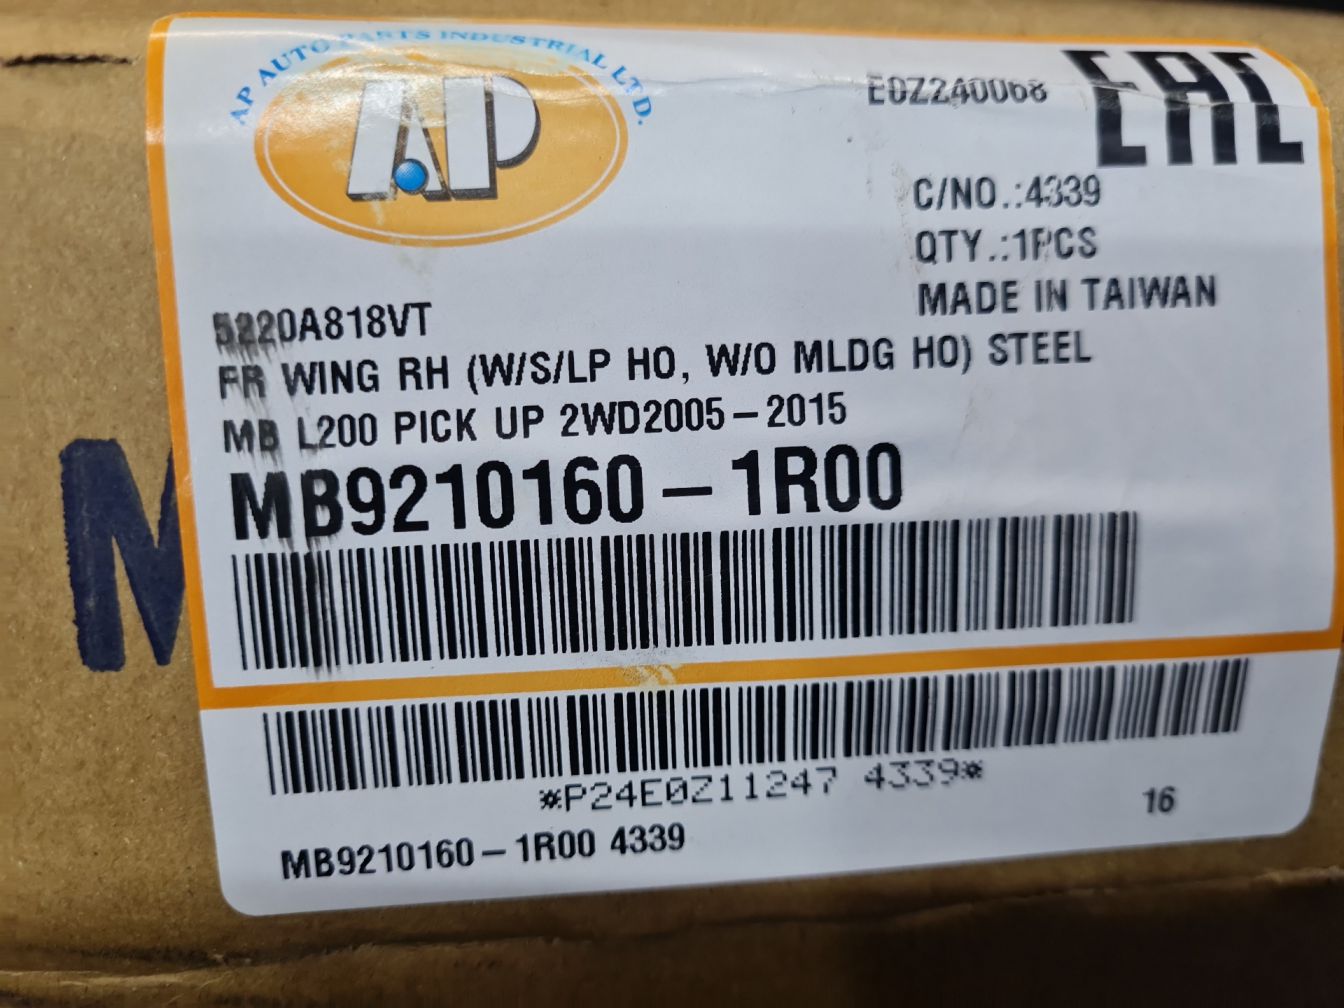 AP AUTO PARTS INDUSTRIAL LTD.
AP
E0Z240068
EAC
C/NO.:4339
QTY.:1PCS
MADE IN TAIWAN
5220A818VT
FR WING RH (W/S/LP HO, W/O MLDG HO) STEEL
MB L200 PICK UP 2WD2005-2015
MB9210160-1R00
*P24E0Z11247 4339*
16
MB9210160-1R00 4339
M